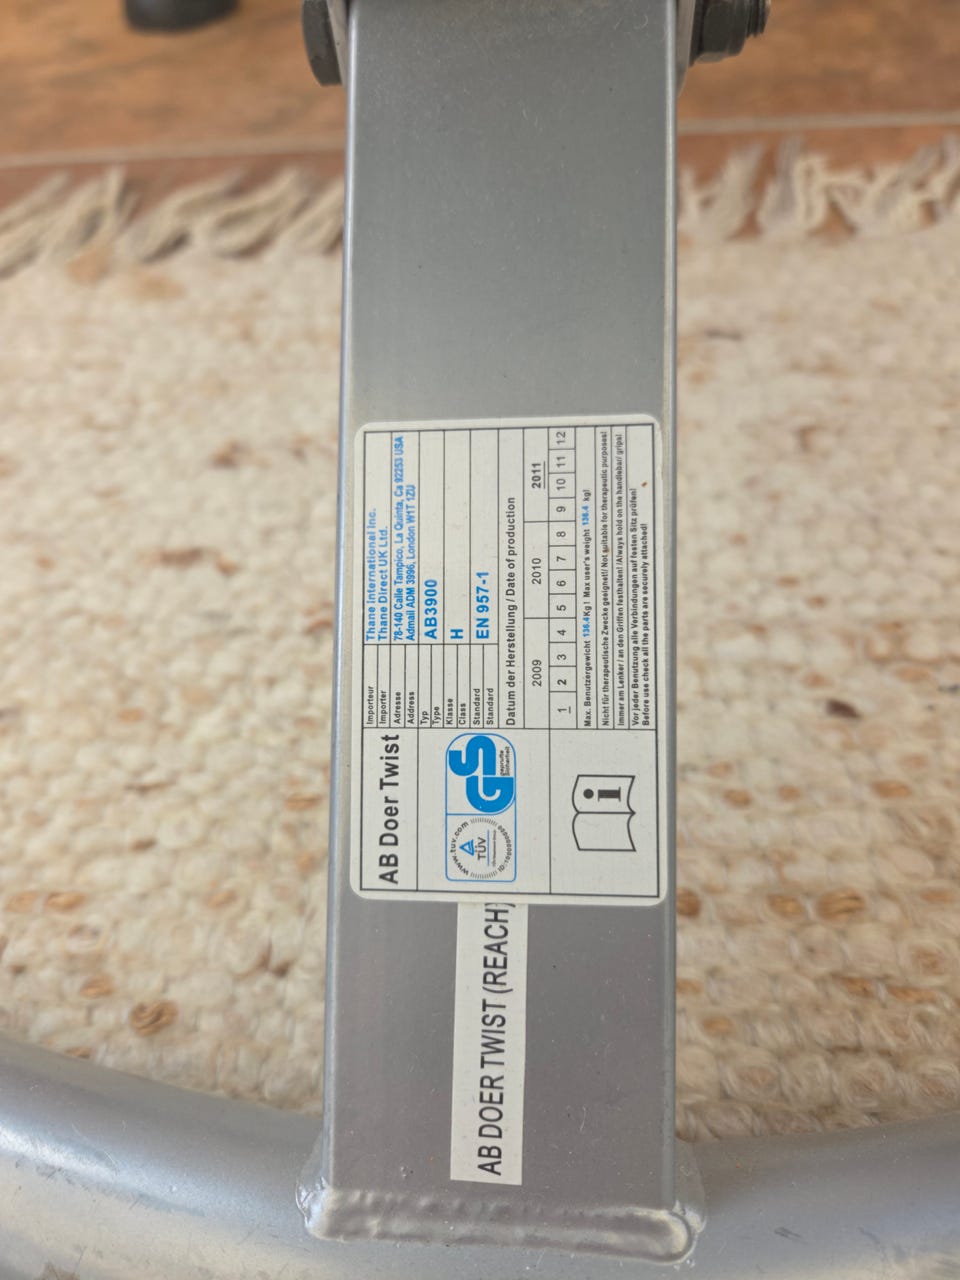 AB Doer Twist
www.tuv.com
TÜV
GS
geprüfte
Sicherheit
Importeur
Importer
Thane International Inc.
Thane Direct UK Ltd.
Adresse
Address
78-140 Calle Tampico, La Quinta, Ca 92253 USA
Admail ADM 3996, London W1T 1ZU
Typ
Type
AB3900
Klasse
Class
H
Standard
Standard
EN 957-1
Datum der Herstellung / Date of production
2009 2010 2011
1 2 3 4 5 6 7 8 9 10 11 12
Max. Benutzergewicht 136.4Kg! Max user's weight 136.4 kg!
Nicht für therapeutische Zwecke geeignet!/ Not suitable for therapeutic purposes!
Immer am Lenker / an den Griffen festhalten! /Always hold on the handlebar/ grips!
Vor jeder Benutzung alle Verbindungen auf festen Sitz prüfen!
Before use check all the parts are securely attached!
i
AB DOER TWIST (REACH)